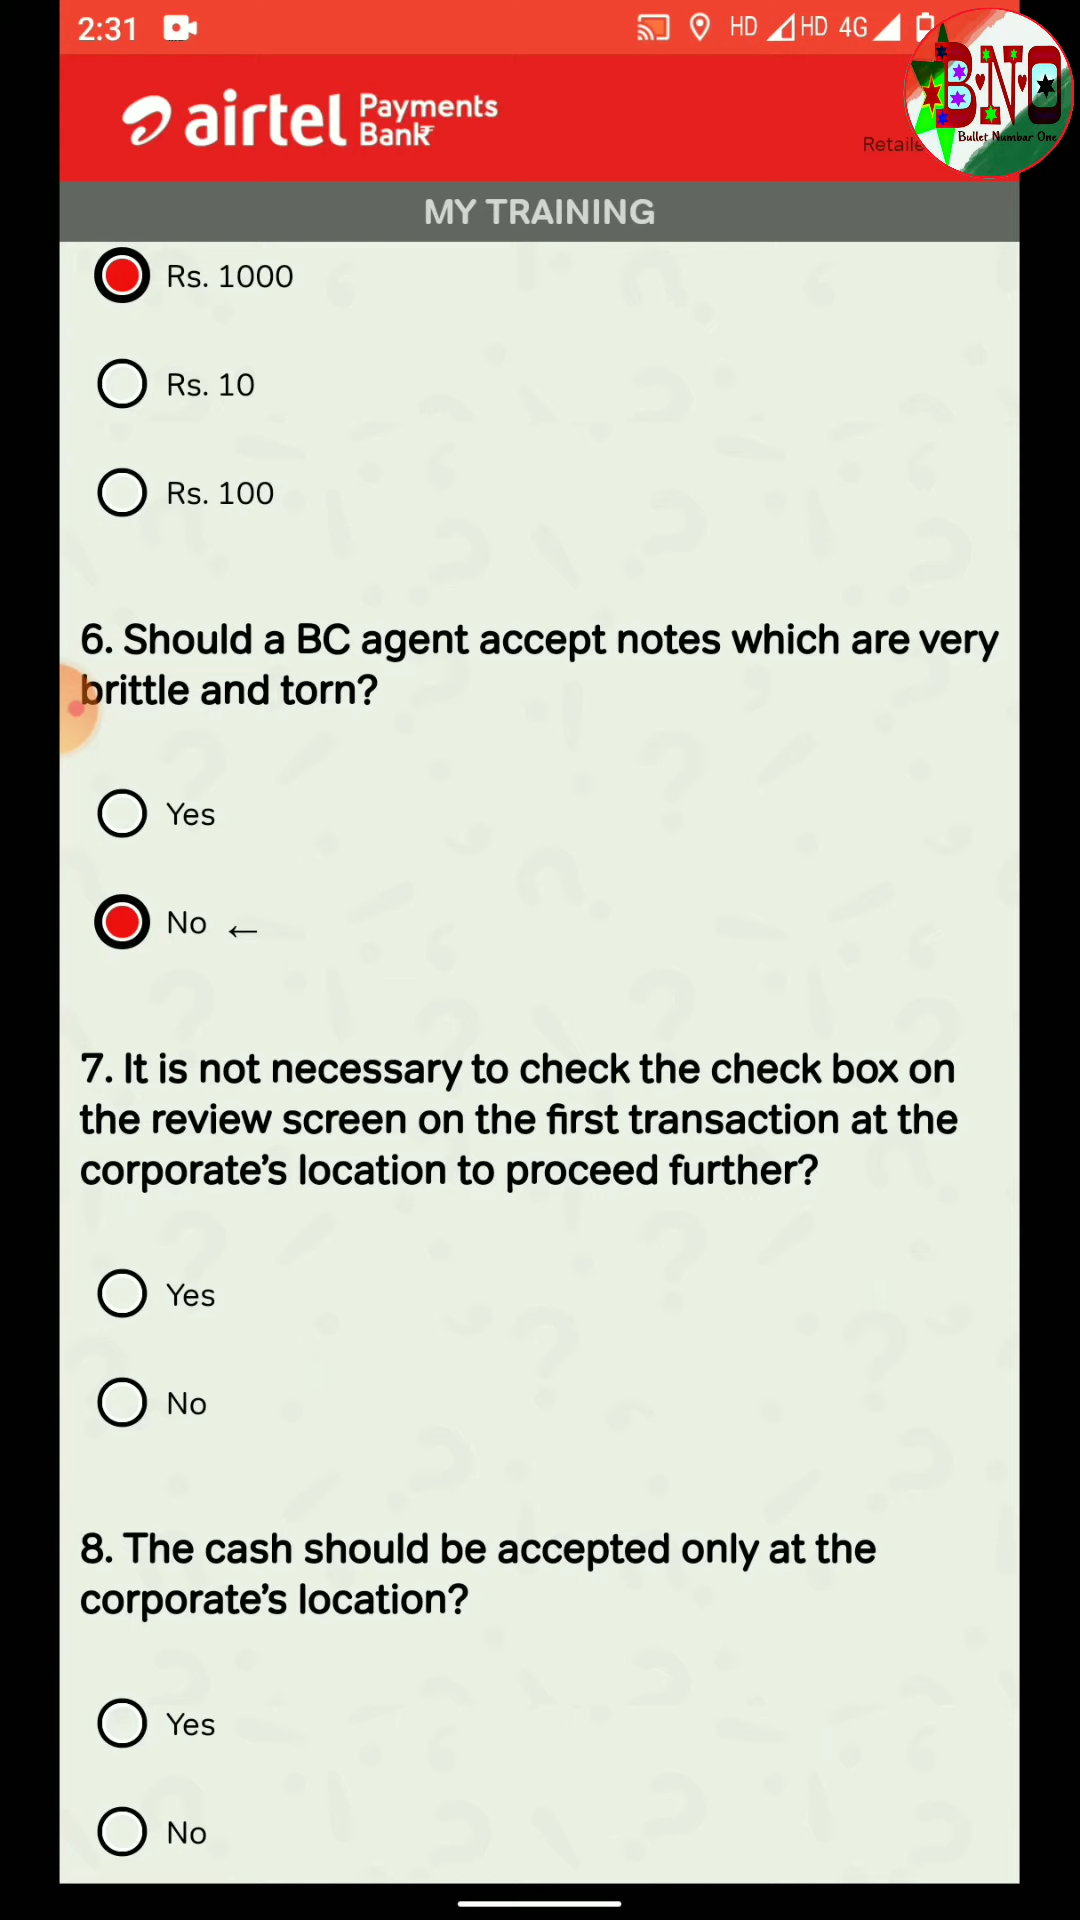 2:31
HD HD 4G
airtel Payments Bank
BNO
Bullet Numbar One
MY TRAINING
Rs. 1000
Rs. 10
Rs. 100
6. Should a BC agent accept notes which are very
brittle and torn?
Yes
No ←
7. It is not necessary to check the check box on
the review screen on the first transaction at the
corporate’s location to proceed further?
Yes
No
8. The cash should be accepted only at the
corporate’s location?
Yes
No